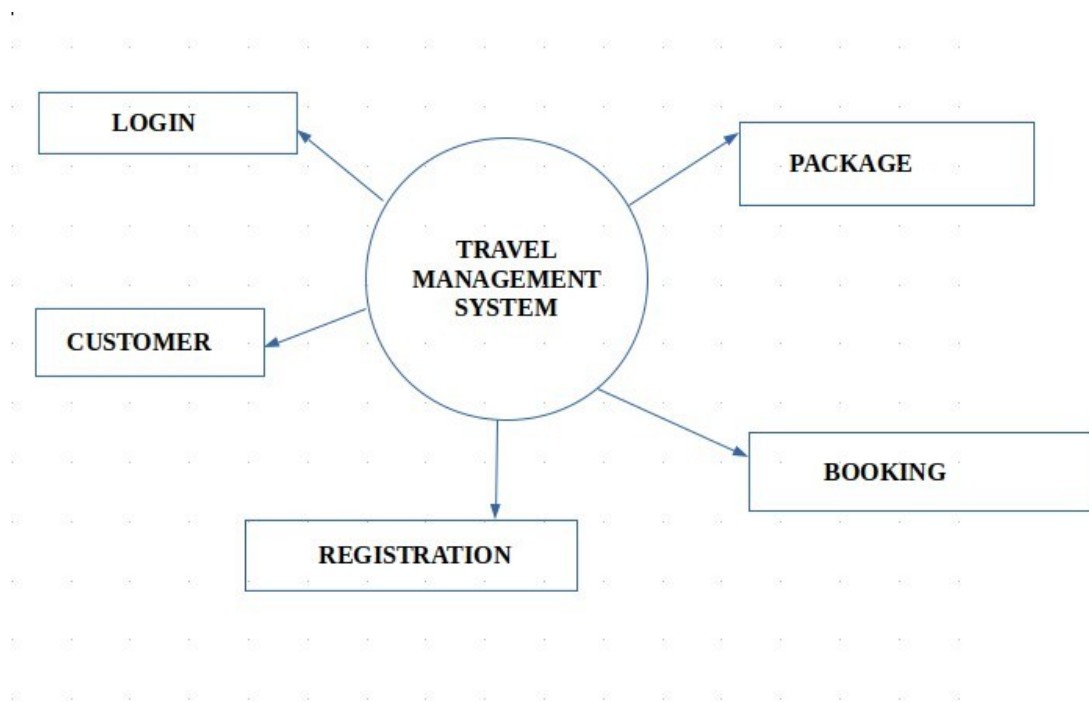 LOGIN
PACKAGE
TRAVEL
MANAGEMENT
SYSTEM
CUSTOMER
BOOKING
REGISTRATION